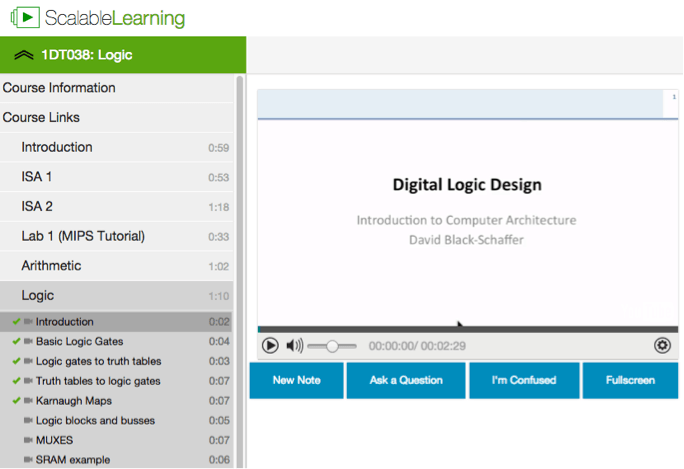 ScalableLearning
1DT038: Logic
Course Information
Course Links
Introduction 0:59
ISA 1 0:53
ISA 2 1:18
Lab 1 (MIPS Tutorial) 0:33
Arithmetic 1:02
Logic 1:10
Introduction 0:02
Basic Logic Gates 0:04
Logic gates to truth tables 0:03
Truth tables to logic gates 0:07
Karnaugh Maps 0:07
Logic blocks and busses 0:05
MUXES 0:07
SRAM example 0:06
1
Digital Logic Design
Introduction to Computer Architecture
David Black-Schaffer
00:00:00/ 00:02:29
New Note Ask a Question I'm Confused Fullscreen